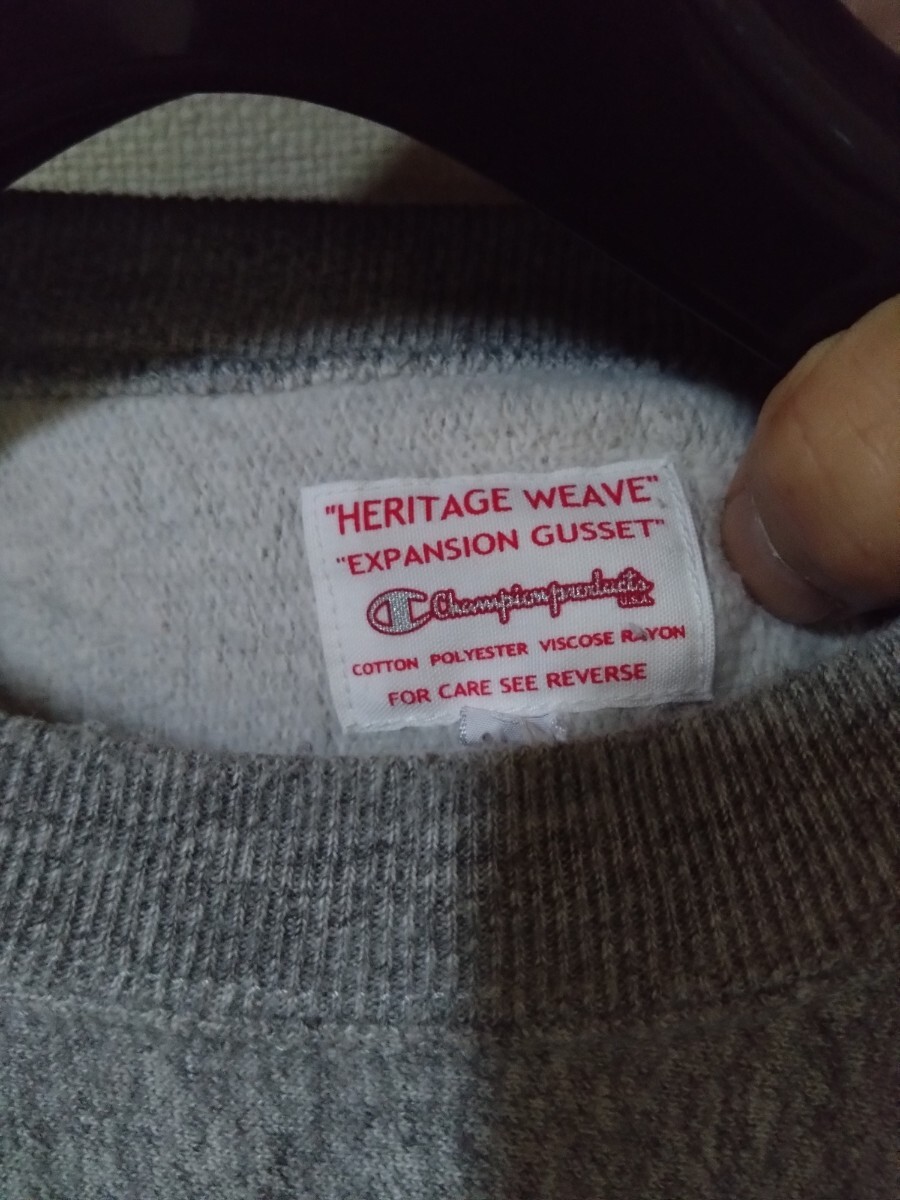 "HERITAGE WEAVE"
"EXPANSION GUSSET"
Champion products
U.S.A.
COTTON POLYESTER VISCOSE RAYON
FOR CARE SEE REVERSE